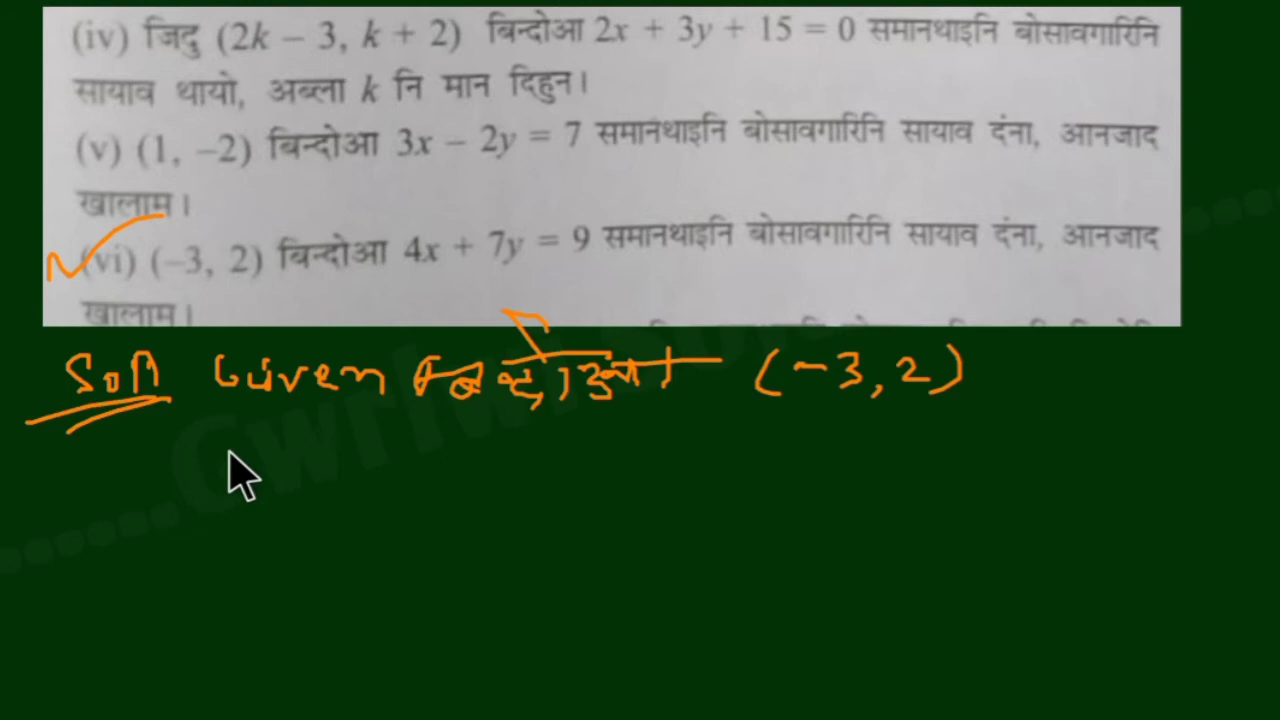 (iv) जिदु (2k − 3, k + 2) बिन्दोआ 2x + 3y + 15 = 0 समानथाइनि बोसावगारिनि
सायाव थायो, अब्ला k नि मान दिहुन।
(v) (1, −2) बिन्दोआ 3x − 2y = 7 समानथाइनि बोसावगारिनि सायाव दंना, आनजाद
खालाम।
(vi) (−3, 2) बिन्दोआ 4x + 7y = 9 समानथाइनि बोसावगारिनि सायाव दंना, आनजाद
खालाम।
Soln Given (−3, 2)